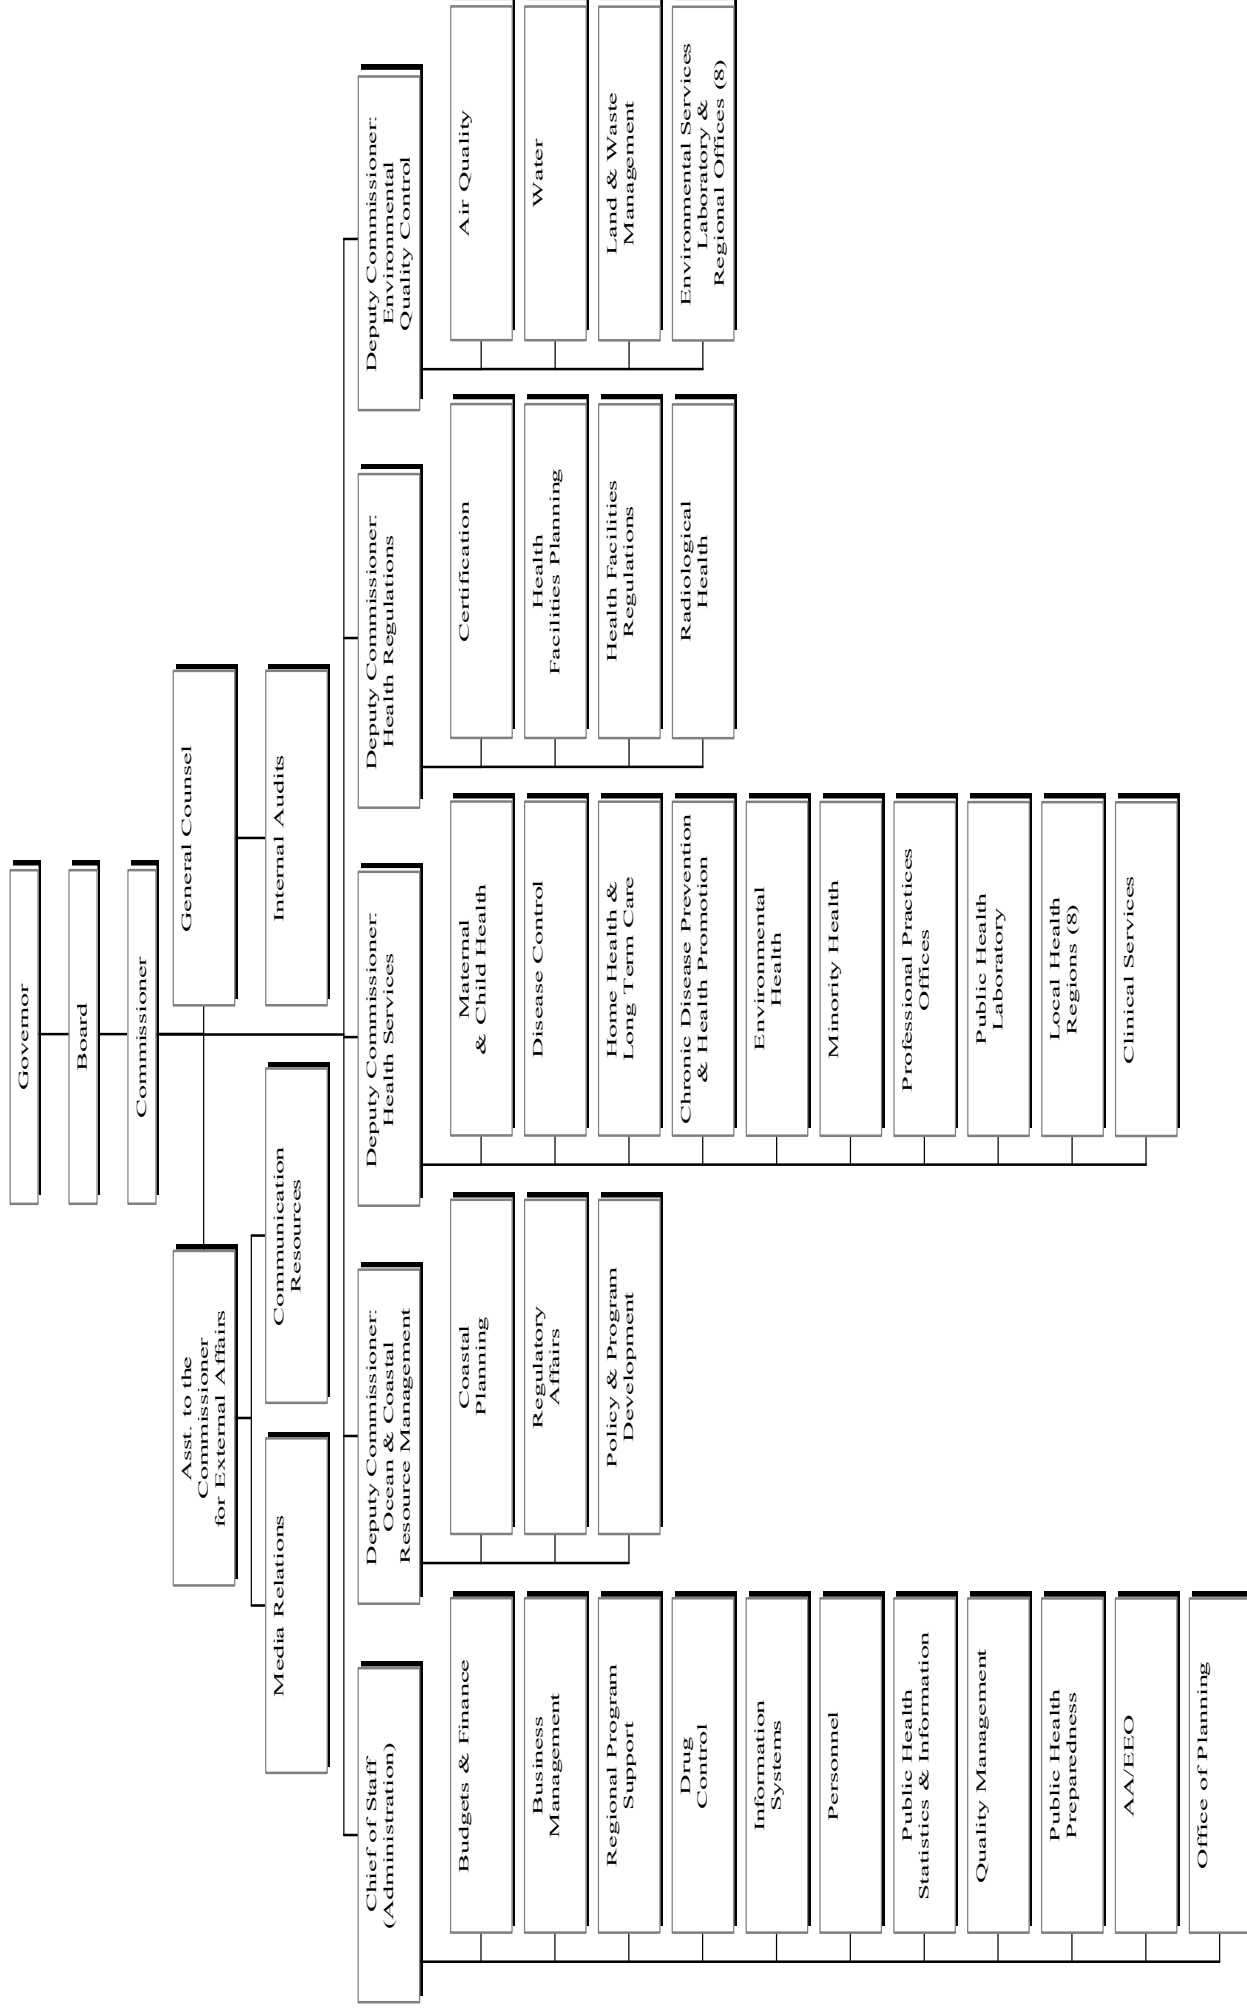 Governor
Board
Commissioner
Asst. to the
Commissioner
for External Affairs
General Counsel
Media Relations
Communication
Resources
Internal Audits
Chief of Staff
(Administration)
Deputy Commissioner:
Ocean & Coastal
Resource Management
Deputy Commissioner:
Health Services
Deputy Commissioner:
Health Regulations
Deputy Commissioner:
Environmental
Quality Control
Budgets & Finance
Business
Management
Regional Program
Support
Drug
Control
Information
Systems
Personnel
Public Health
Statistics & Information
Quality Management
Public Health
Preparedness
AA/EEO
Office of Planning
Coastal
Planning
Regulatory
Affairs
Policy & Program
Development
Maternal
& Child Health
Disease Control
Home Health &
Long Term Care
Chronic Disease Prevention
& Health Promotion
Environmental
Health
Minority Health
Professional Practices
Offices
Public Health
Laboratory
Local Health
Regions (8)
Clinical Services
Certification
Health
Facilities Planning
Health Facilities
Regulations
Radiological
Health
Air Quality
Water
Land & Waste
Management
Environmental Services
Laboratory &
Regional Offices (8)